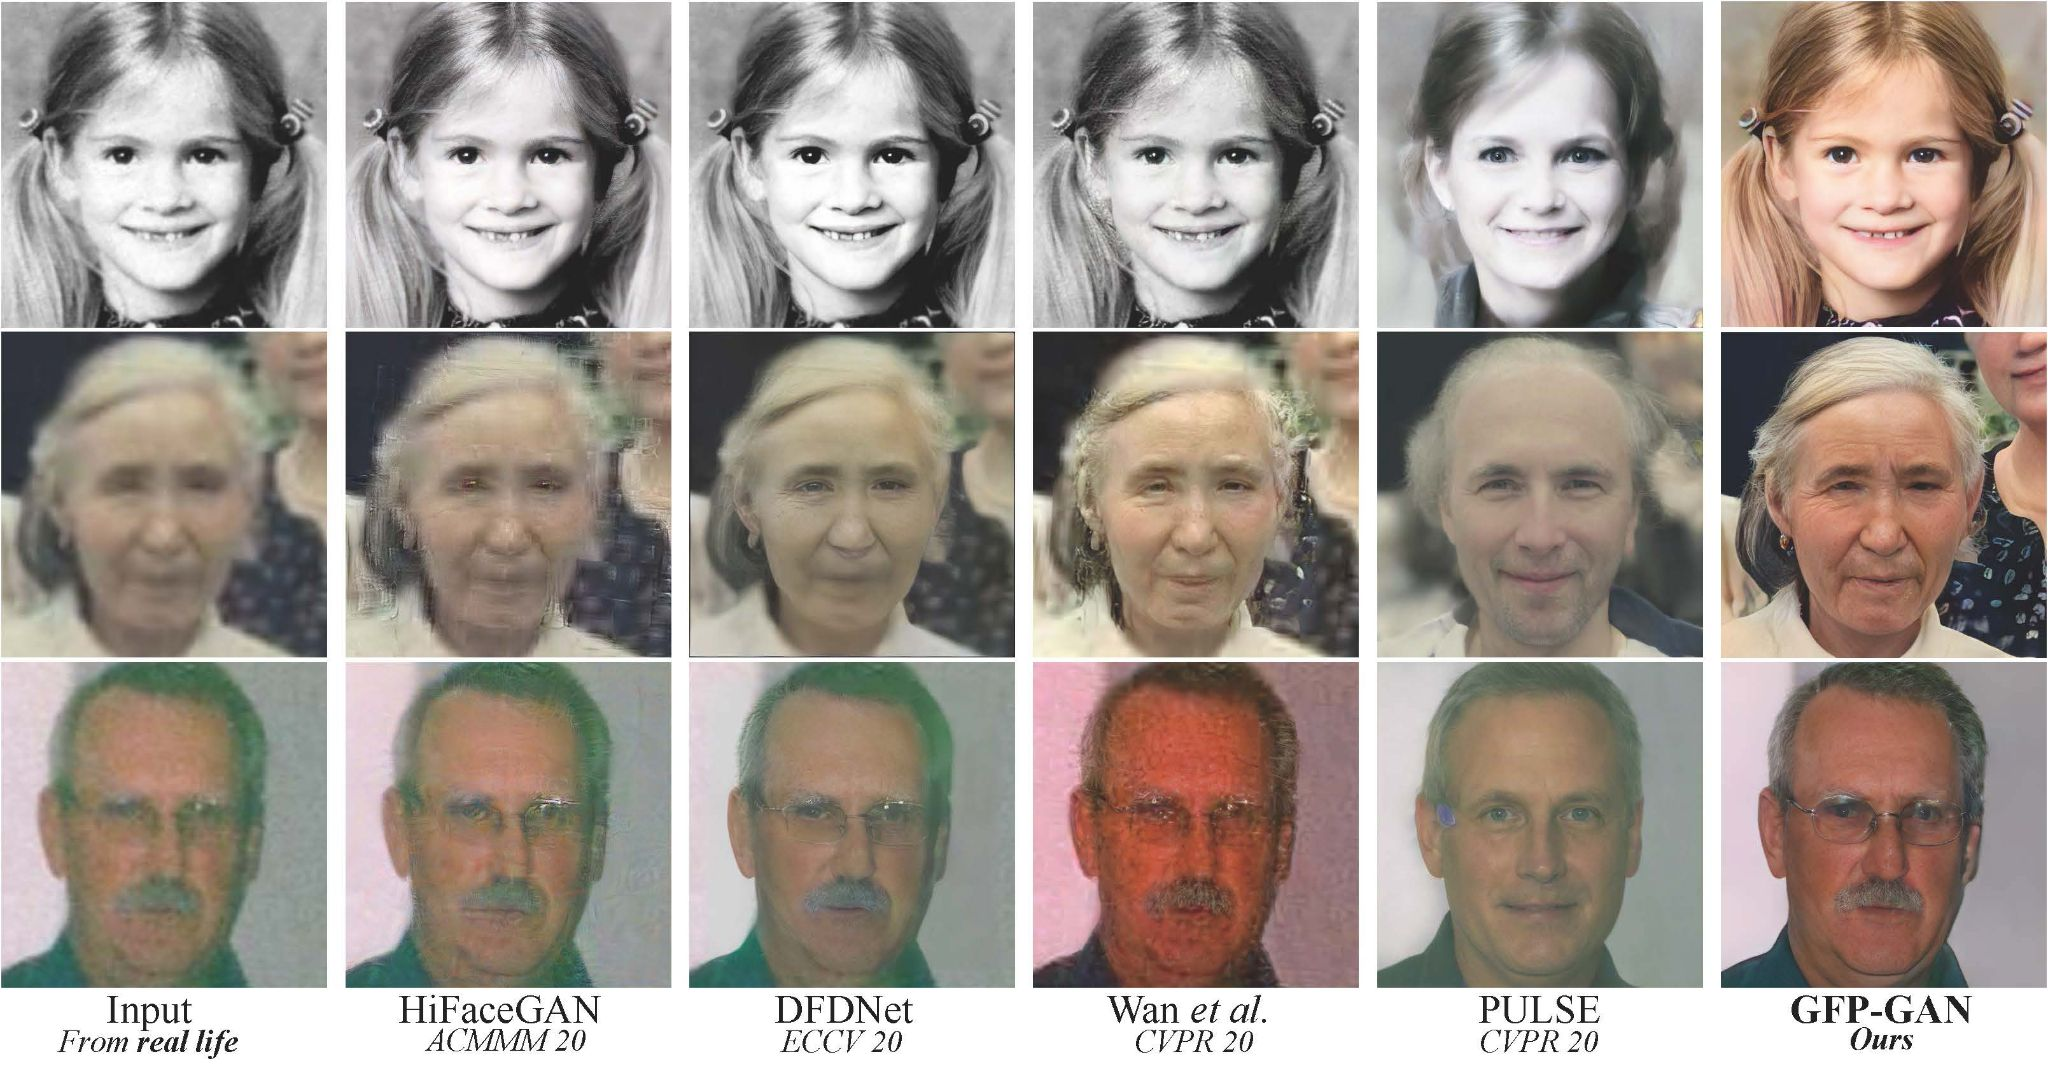 Input
From real life
HiFaceGAN
ACMMM 20
DFDNet
ECCV 20
Wan et al.
CVPR 20
PULSE
CVPR 20
GFP-GAN
Ours